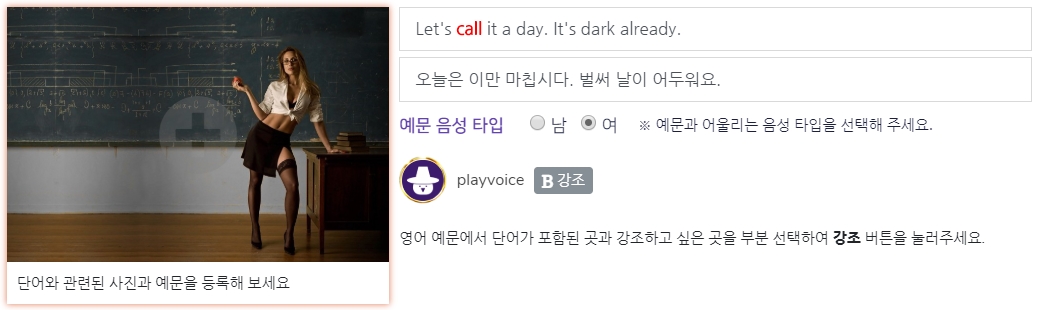 Let's call it a day. It's dark already.
오늘은 이만 마칩시다. 벌써 날이 어두워요.
예문 음성 타입 남 여 ※ 예문과 어울리는 음성 타입을 선택해 주세요.
playvoice B 강조
영어 예문에서 단어가 포함된 곳과 강조하고 싶은 곳을 부분 선택하여 강조 버튼을 눌러주세요.
단어와 관련된 사진과 예문을 등록해 보세요